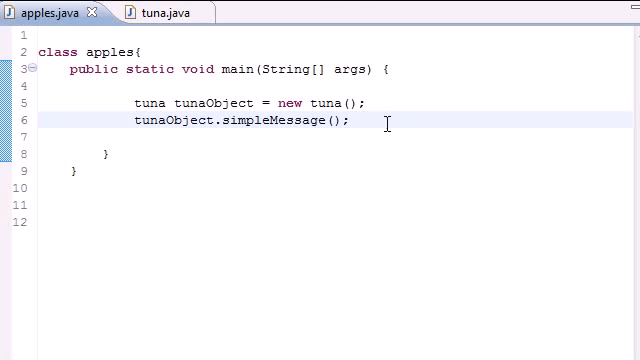 apples.java tuna.java
1
2 class apples{
3 public static void main(String[] args) {
4
5 tuna tunaObject = new tuna();
6 tunaObject.simpleMessage();
7
8 }
9 }
10
11
12